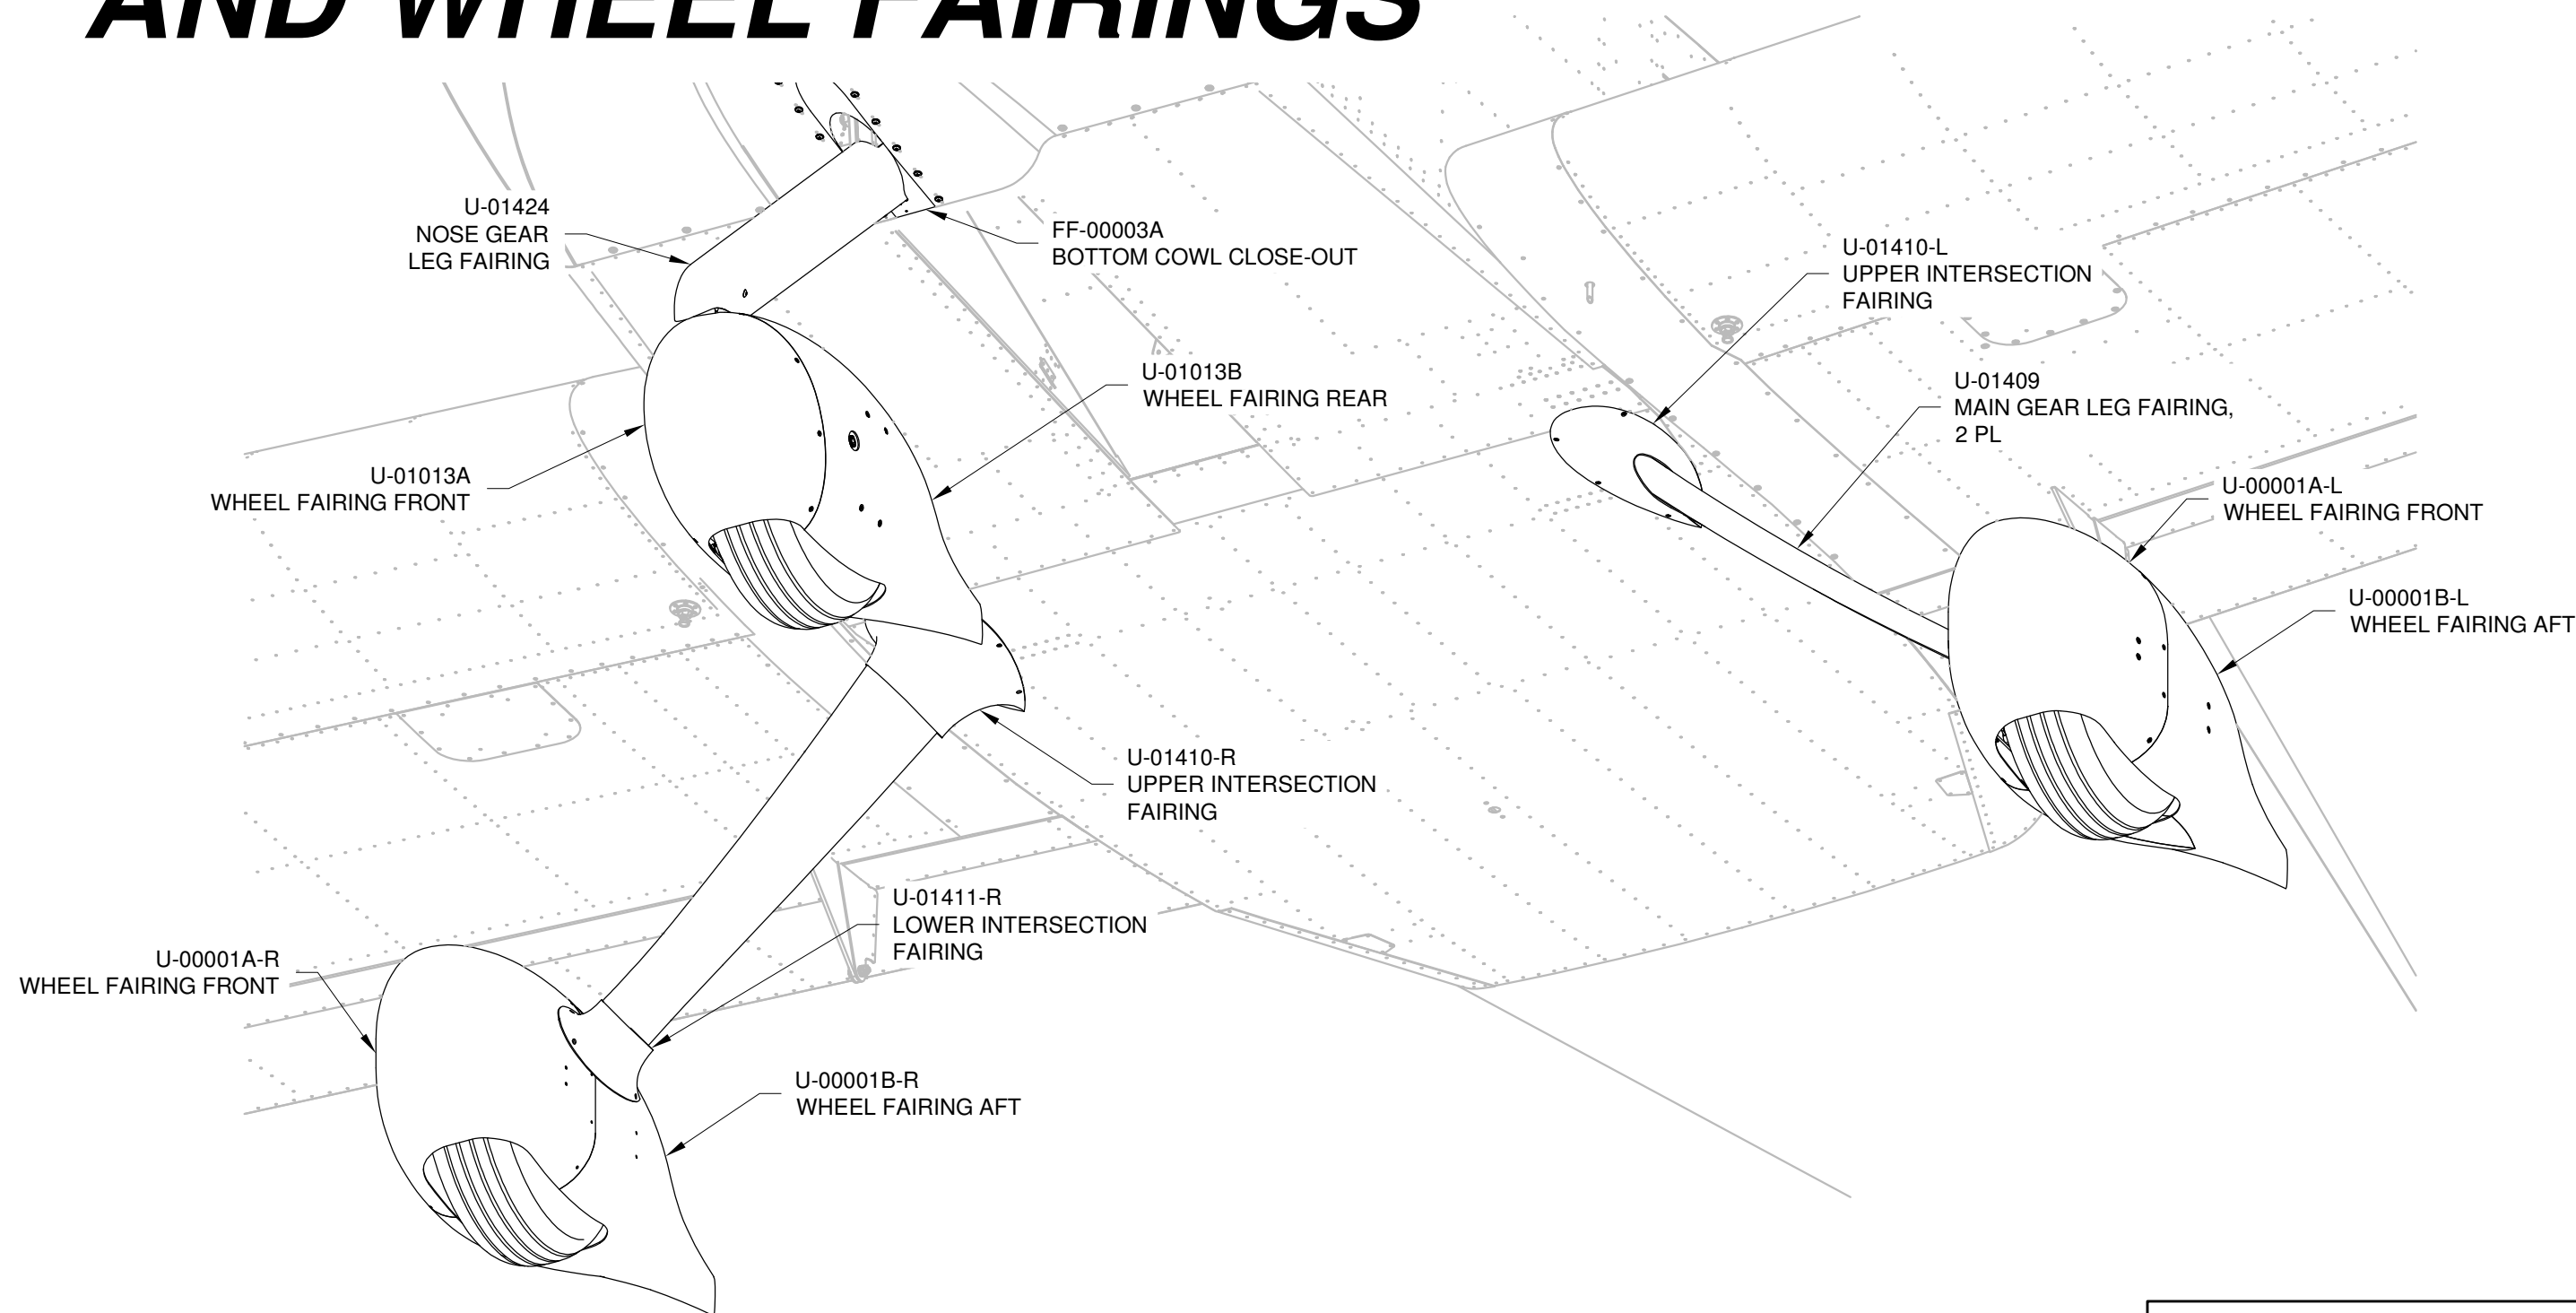 AND WHEEL FAIRINGS
U-01424
NOSE GEAR
LEG FAIRING
FF-00003A
BOTTOM COWL CLOSE-OUT
U-01410-L
UPPER INTERSECTION
FAIRING
U-01013B
WHEEL FAIRING REAR
U-01409
MAIN GEAR LEG FAIRING,
2 PL
U-01013A
WHEEL FAIRING FRONT
U-00001A-L
WHEEL FAIRING FRONT
U-00001B-L
WHEEL FAIRING AFT
U-01410-R
UPPER INTERSECTION
FAIRING
U-01411-R
LOWER INTERSECTION
FAIRING
U-00001A-R
WHEEL FAIRING FRONT
U-00001B-R
WHEEL FAIRING AFT